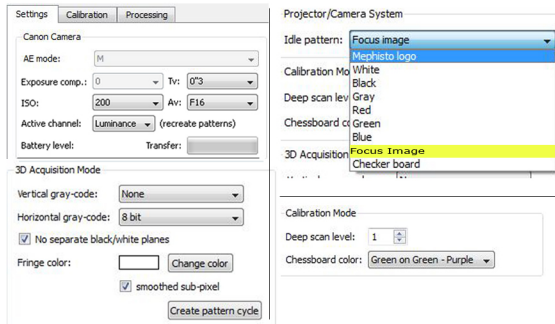 Settings Calibration Processing
Canon Camera
AE mode: M
Exposure comp.: 0 Tv: 0"3
ISO: 200 Av: F16
Active channel: Luminance (recreate patterns)
Battery level: Transfer:
3D Acquisition Mode
Vertical gray-code: None
Horizontal gray-code: 8 bit
No separate black/white planes
Fringe color: Change color
smoothed sub-pixel
Create pattern cycle
Projector/Camera System
Idle pattern: Focus image
Mephisto logo
Calibration Mo White
Black
Deep scan lev Gray
Red
Chessboard co Green
Blue
3D Acquisition Focus Image
Checker board
Calibration Mode
Deep scan level: 1
Chessboard color: Green on Green - Purple